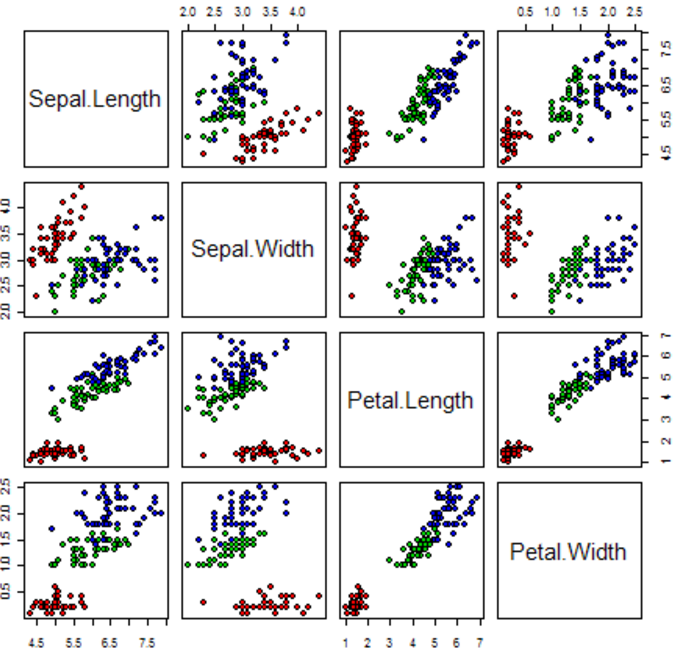 2.0 2.5 3.0 3.5 4.0
0.5 1.0 1.5 2.0 2.5
Sepal.Length
4.5 5.5 6.5 7.5
2.0 2.5 3.0 3.5 4.0
Sepal.Width
Petal.Length
1 2 3 4 5 6 7
0.5 1.0 1.5 2.0 2.5
Petal.Width
4.5 5.5 6.5 7.5
1 2 3 4 5 6 7